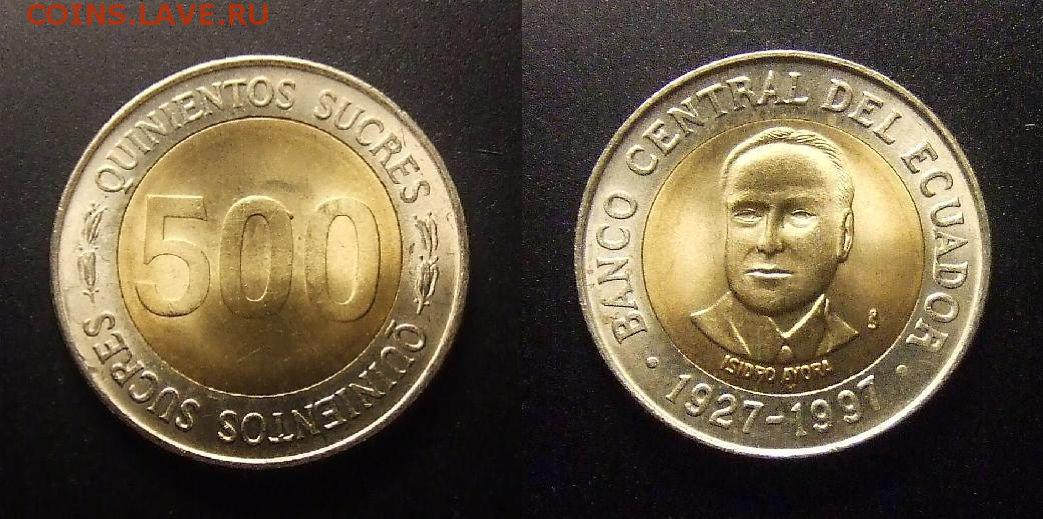 COINS.LAVE.RU
QUINIENTOS SUCRES
500
QUINIENTOS SUCRES
BANCO CENTRAL DEL ECUADOR
ISIDRO AYORA
1927-1997